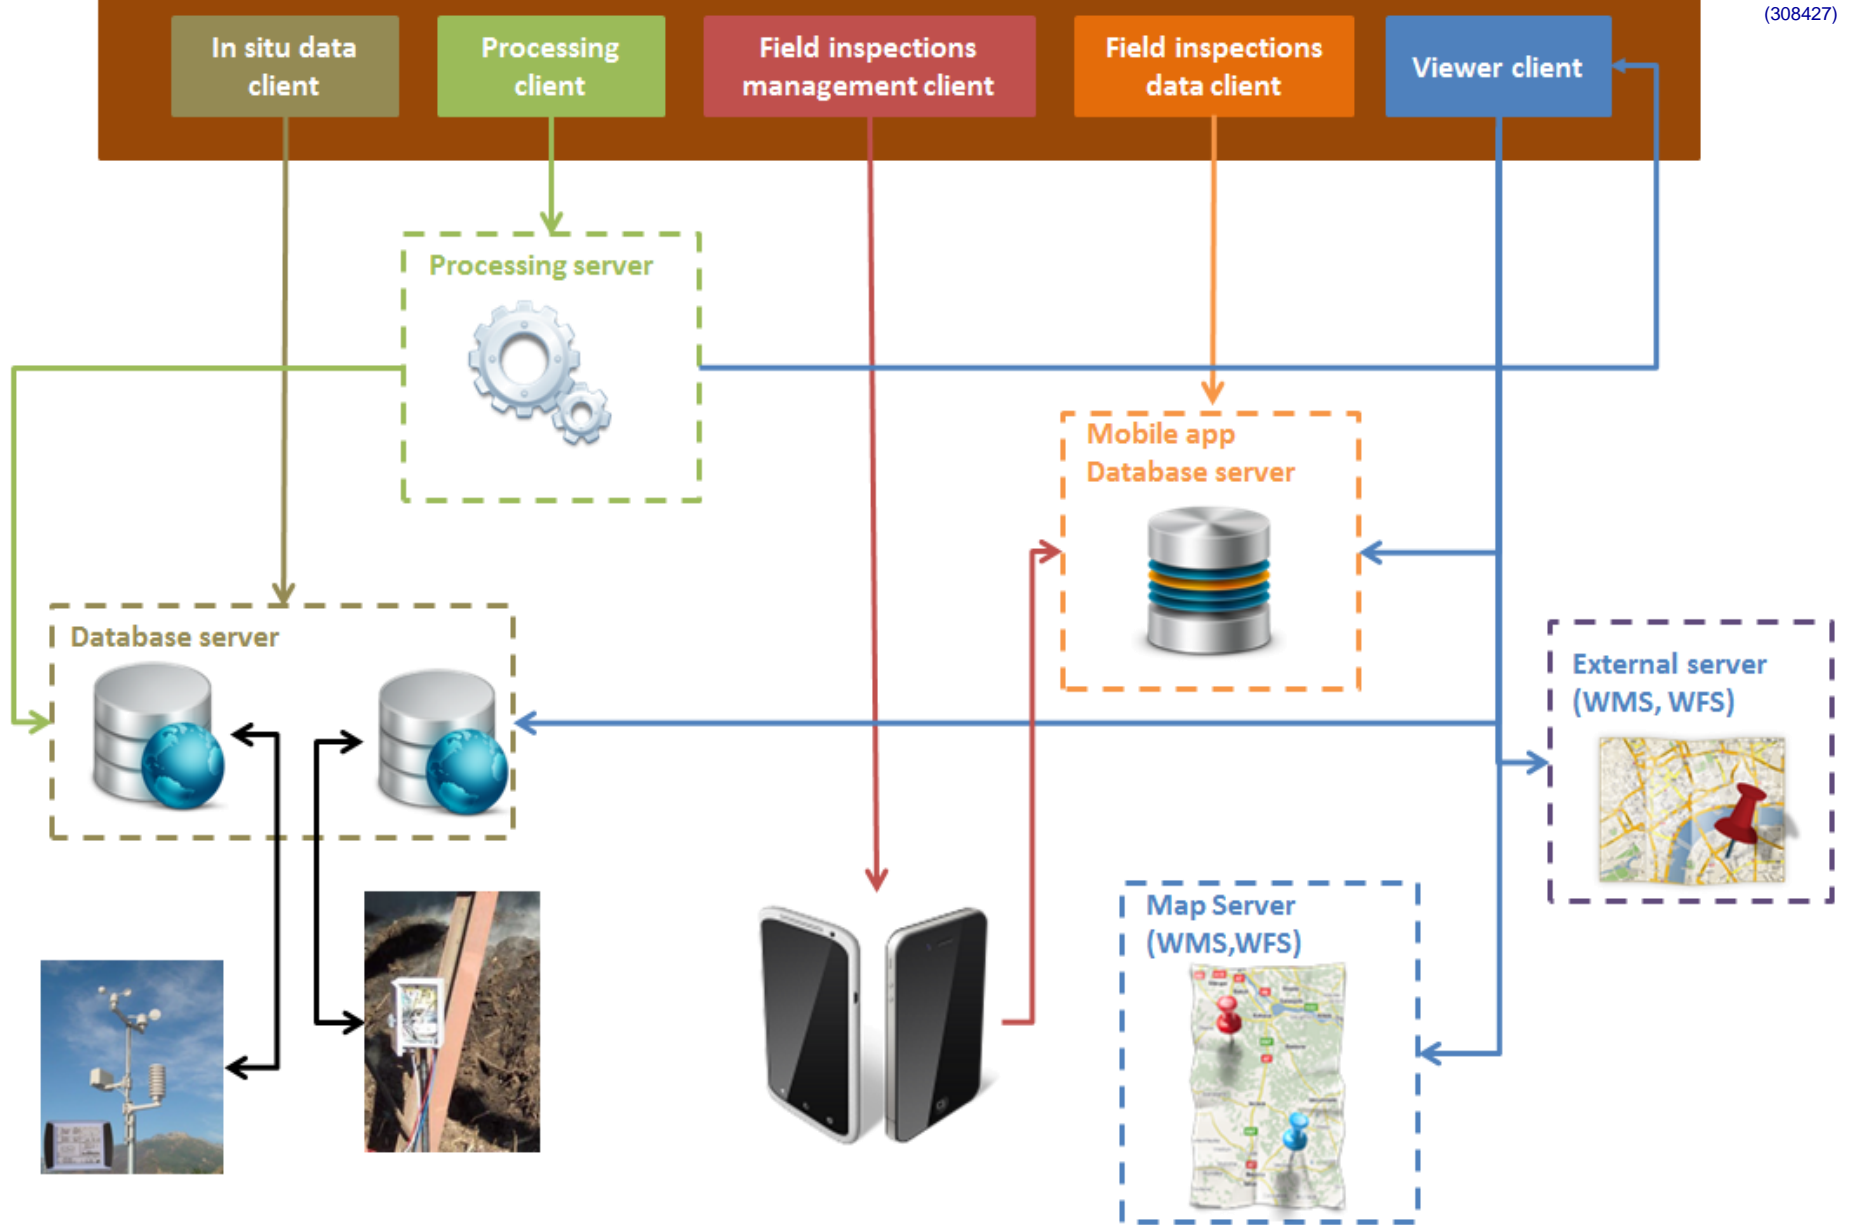 (308427)
In situ data
client
Processing
client
Field inspections
management client
Field inspections
data client
Viewer client
Processing server
Mobile app
Database server
Database server
External server
(WMS, WFS)
Map Server
(WMS,WFS)